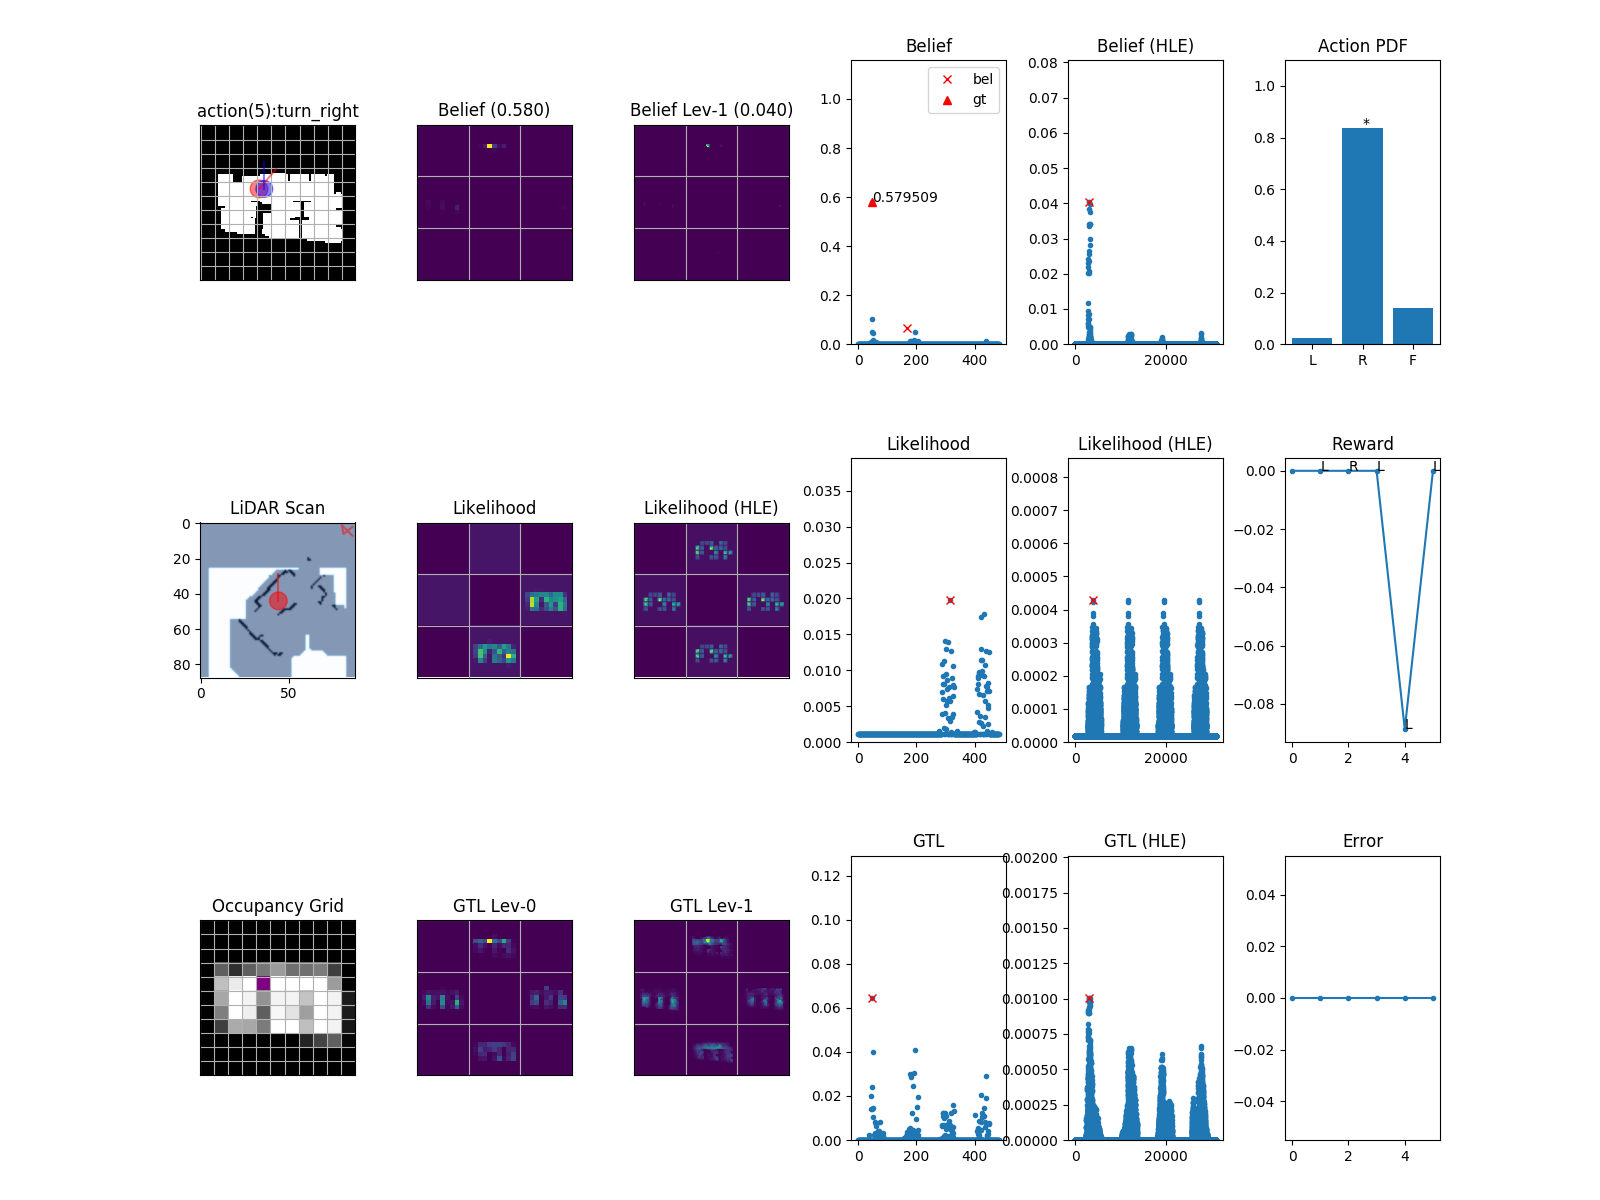 Belief
Belief (HLE)
Action PDF
action(5):turn_right
Belief (0.580)
Belief Lev-1 (0.040)
bel
gt
0.579509
*
1.0
0.8
0.6
0.4
0.2
0.0
0 200 400
0.08
0.07
0.06
0.05
0.04
0.03
0.02
0.01
0.00
0 20000
1.0
0.8
0.6
0.4
0.2
0.0
L R F
Likelihood
Likelihood (HLE)
Reward
LiDAR Scan
Likelihood
Likelihood (HLE)
0
20
40
60
80
0 50
0.035
0.030
0.025
0.020
0.015
0.010
0.005
0.000
0 200 400
0.0008
0.0007
0.0006
0.0005
0.0004
0.0003
0.0002
0.0001
0.0000
0 20000
0.00
−0.02
−0.04
−0.06
−0.08
L R L L L
0 2 4
GTL
GTL (HLE)
Error
Occupancy Grid
GTL Lev-0
GTL Lev-1
0.12
0.10
0.08
0.06
0.04
0.02
0.00
0 200 400
0.00200
0.00175
0.00150
0.00125
0.00100
0.00075
0.00050
0.00025
0.00000
0 20000
0.04
0.02
0.00
−0.02
−0.04
0 2 4